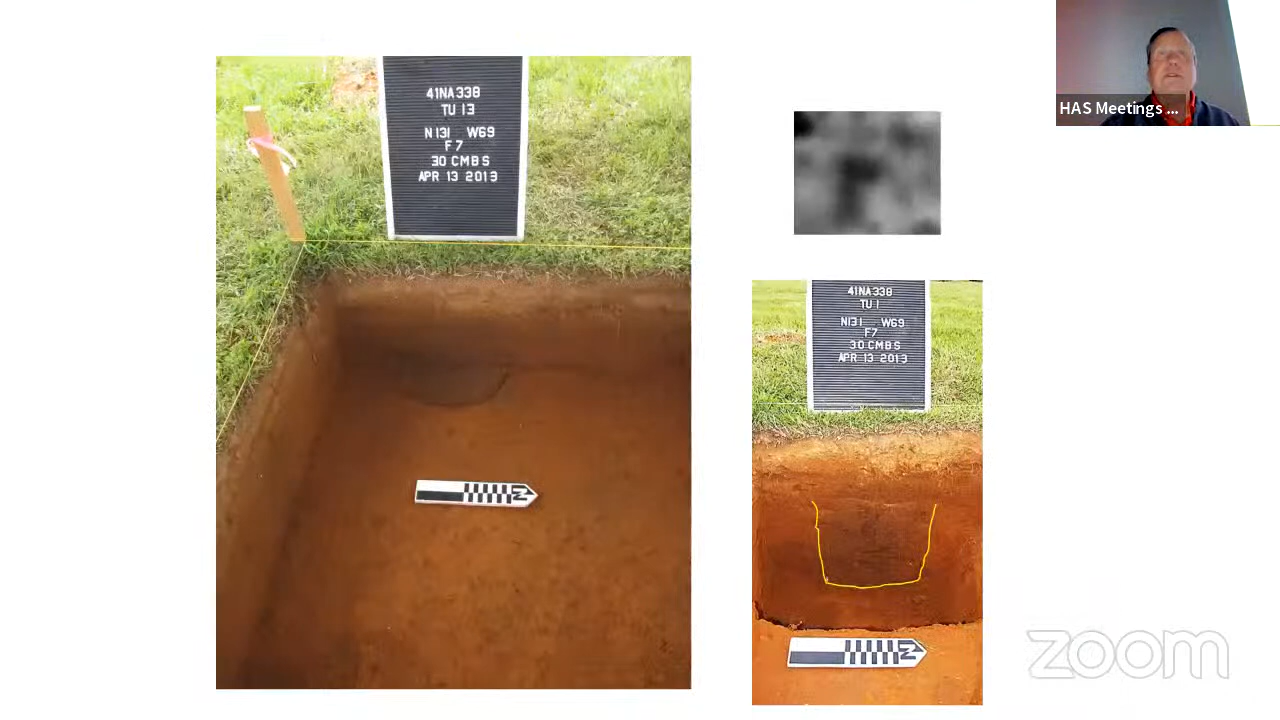 41NA338
TU 13
N131 W69
F7
30 CMBS
APR 13 2013
N
HAS Meetings ...
41NA338
TU 1
N131 W69
F7
30 CMBS
APR 13 2013
N
zoom